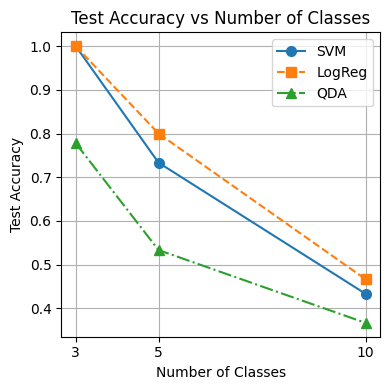 Test Accuracy vs Number of Classes
SVM
LogReg
QDA
1.0
0.9
0.8
0.7
0.6
0.5
0.4
Test Accuracy
3
5
10
Number of Classes